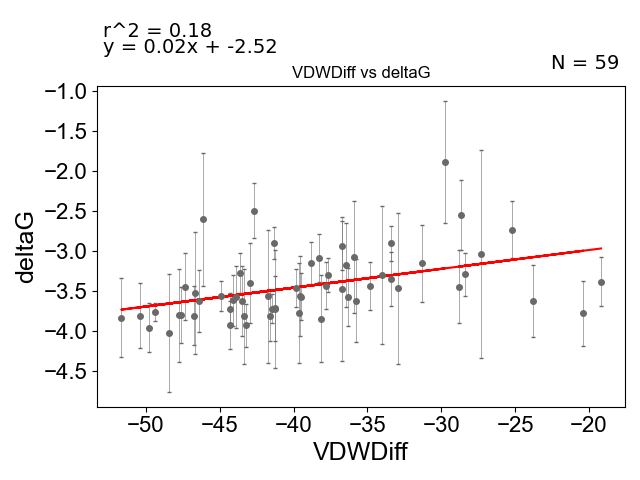 r^2 = 0.18
y = 0.02x + -2.52
N = 59
VDWDiff vs deltaG
−1.0
−1.5
−2.0
−2.5
−3.0
−3.5
−4.0
−4.5
deltaG
−50 −45 −40 −35 −30 −25 −20
VDWDiff